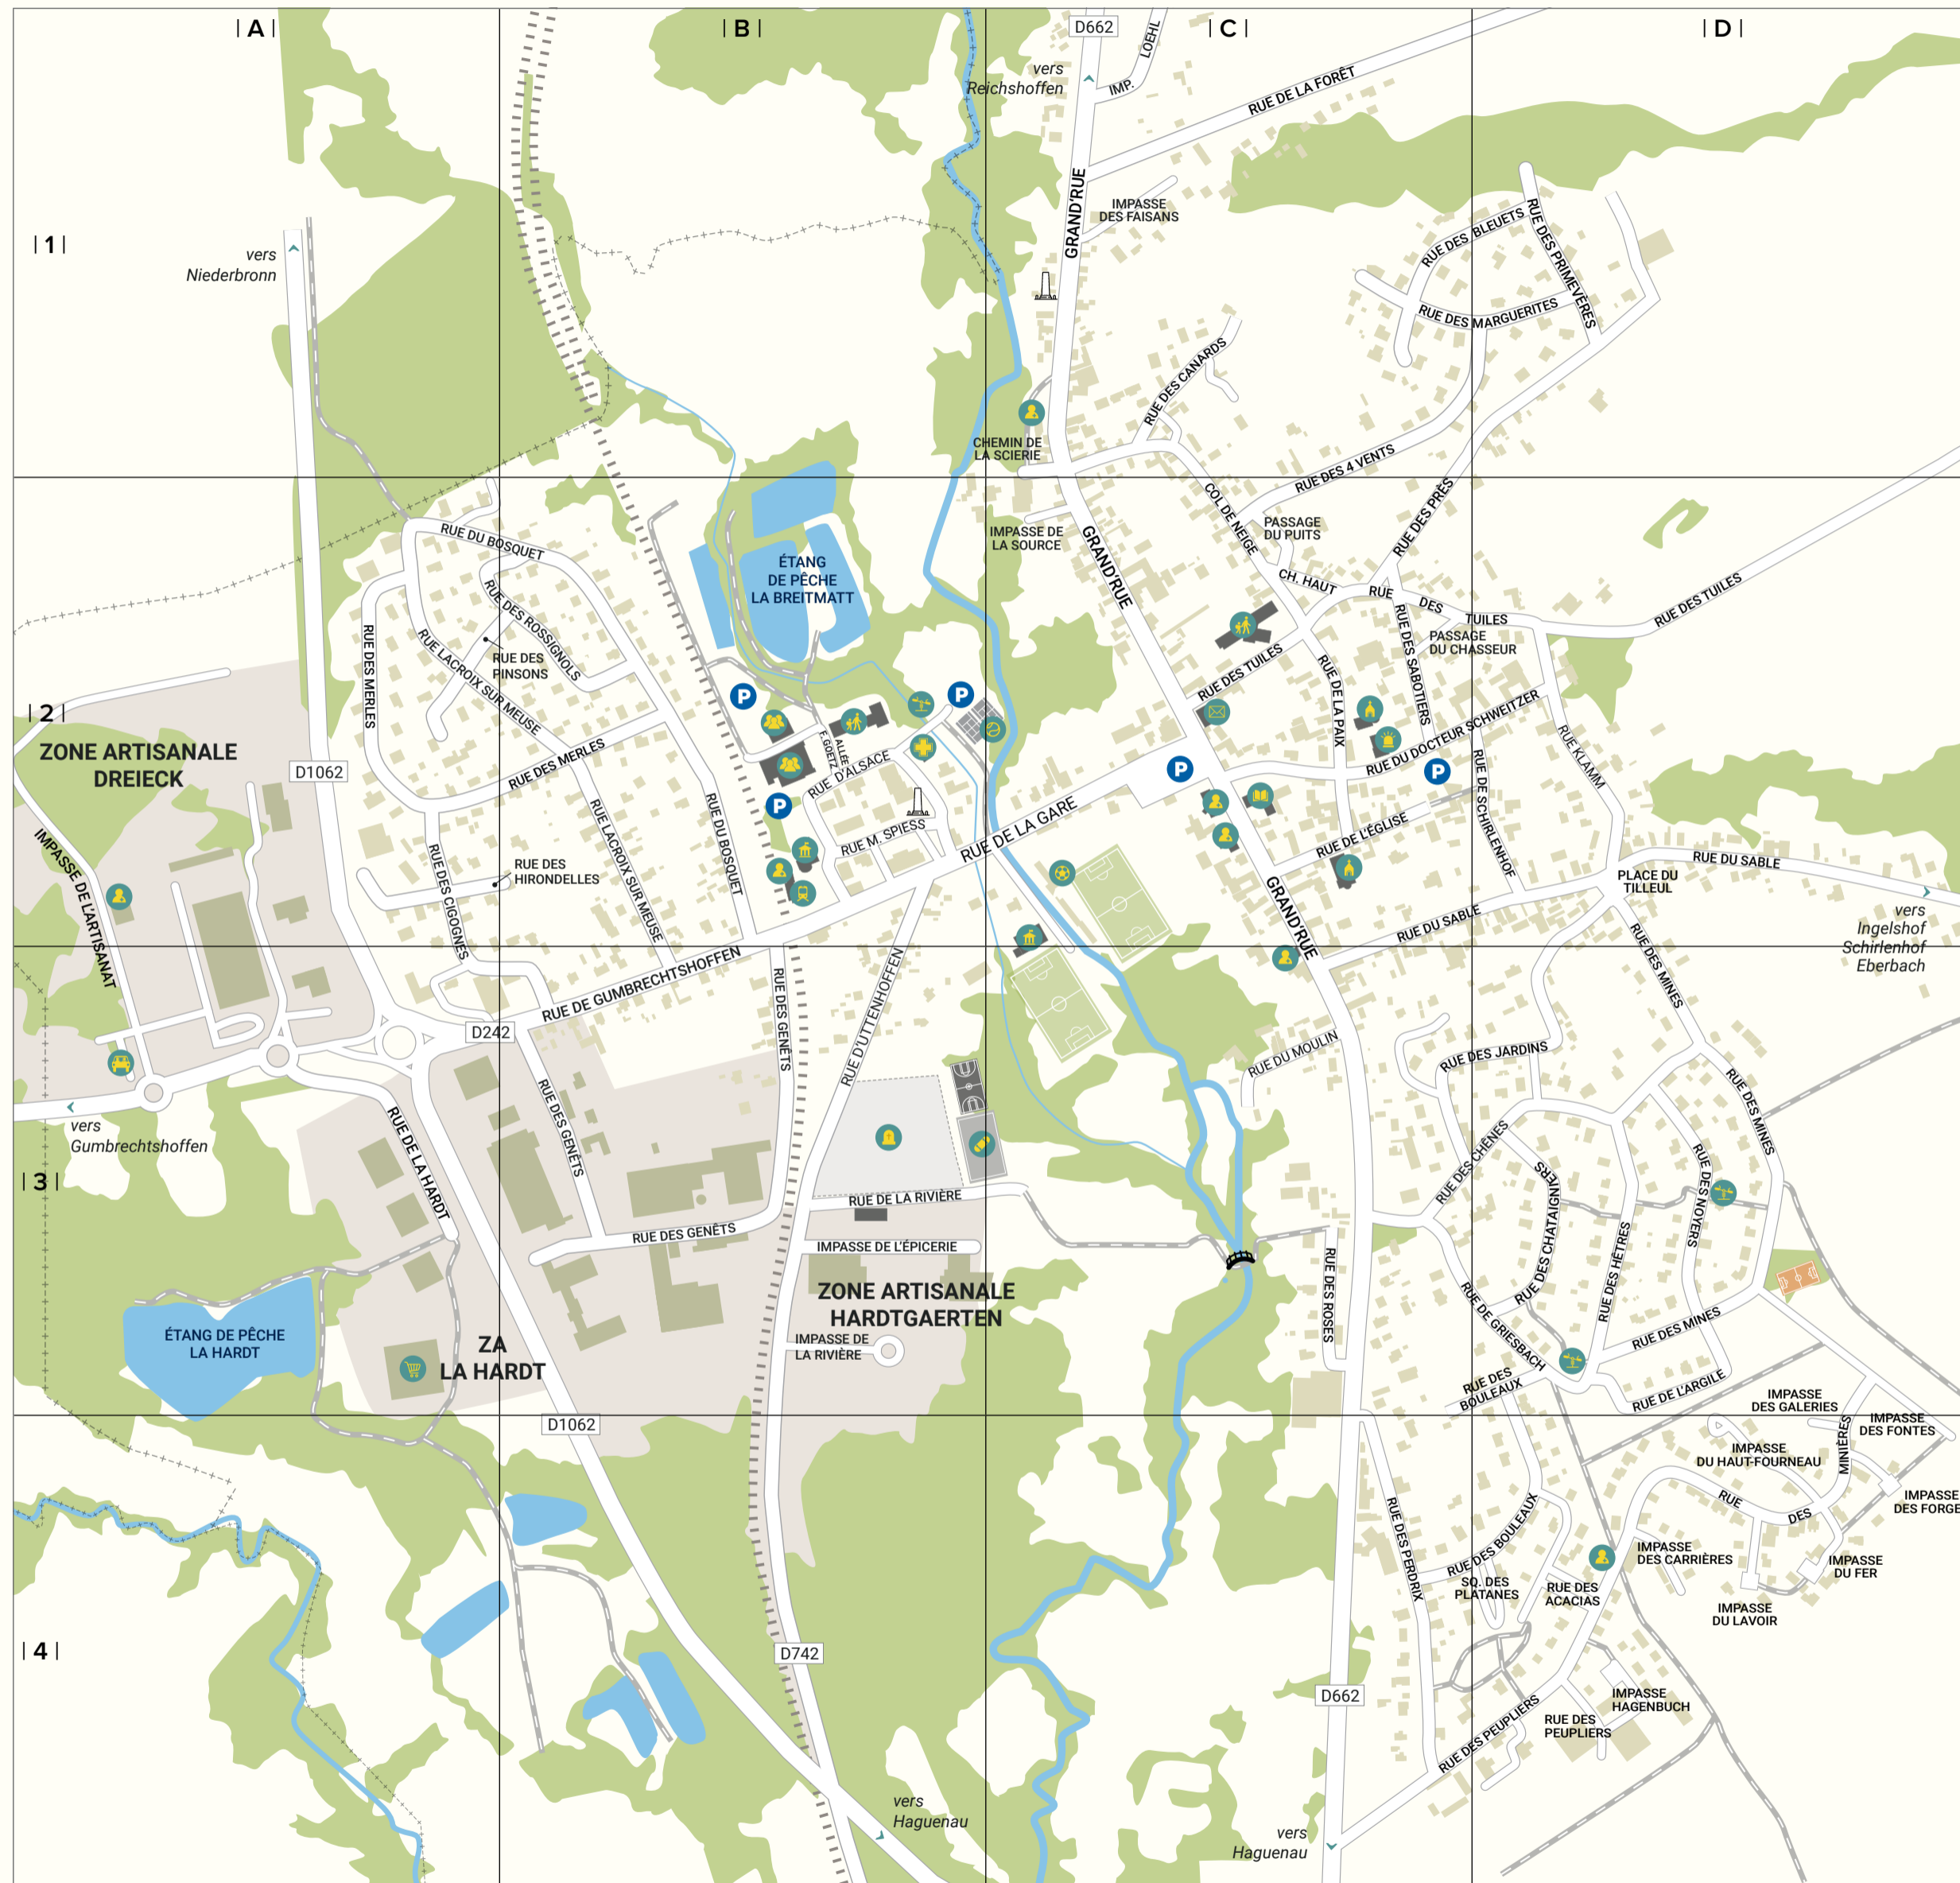 | A |
| B |
| C |
| D |
| 1 |
| 2 |
| 3 |
| 4 |
D662
IMP.
LOEHL
vers
Reichshoffen
RUE DE LA FORÊT
GRAND'RUE
IMPASSE
DES FAISANS
vers
Niederbronn
RUE DES BLEUETS
RUE DES PRIMEVÈRES
RUE DES MARGUERITES
RUE DES CANARDS
CHEMIN DE
LA SCIERIE
RUE DES 4 VENTS
COL DE NEIGE
RUE DES PRÉS
PASSAGE
DU PUITS
IMPASSE DE
LA SOURCE
GRAND'RUE
CH. HAUT
RUE
DES
TUILES
RUE DES TUILES
PASSAGE
DU CHASSEUR
RUE DES SABOTIERS
RUE DES TUILES
RUE DE LA PAIX
RUE DU DOCTEUR SCHWEITZER
RUE KLAMM
RUE DE SCHIRLENHOF
RUE DE L'ÉGLISE
RUE DU BOSQUET
RUE DES ROSSIGNOLS
RUE DES
PINSONS
RUE DES MERLES
RUE LACROIX SUR MEUSE
RUE DES MERLES
ÉTANG
DE PÊCHE
LA BREITMATT
P
P
P
P
P
ALLÉE
F. GOETZ
RUE D'ALSACE
RUE M. SPIESS
RUE DE LA GARE
ZONE ARTISANALE
DREIECK
D1062
IMPASSE DE L'ARTISANAT
RUE DES CIGOGNES
RUE DES
HIRONDELLES
RUE LACROIX SUR MEUSE
RUE DU BOSQUET
GRAND'RUE
RUE DU SABLE
PLACE DU
TILLEUL
RUE DU SABLE
vers
Ingelshof
Schirlenhof
Eberbach
RUE DES MINES
RUE DE GUMBRECHTSHOFFEN
D242
RUE DES GENÊTS
RUE D'UTTENHOFFEN
RUE DU MOULIN
RUE DES JARDINS
RUE DES MINES
vers
Gumbrechtshoffen
RUE DE LA HARDT
RUE DES GENÊTS
RUE DES GENÊTS
RUE DE LA RIVIÈRE
IMPASSE DE L'ÉPICERIE
ZONE ARTISANALE
HARDTGAERTEN
IMPASSE DE
LA RIVIÈRE
RUE DES CHÊNES
RUE DES CHATAIGNIERS
RUE DES HÊTRES
RUE DES NOYERS
RUE DES ROSES
RUE DE GRIESBACH
RUE DES MINES
RUE DE L'ARGILE
RUE DES
BOULEAUX
ÉTANG DE PÊCHE
LA HARDT
ZA
LA HARDT
D1062
IMPASSE
DES GALERIES
IMPASSE
DES FONTES
IMPASSE
DU HAUT-FOURNEAU
RUE
DES
MINIÈRES
IMPASSE
DES FORGE
IMPASSE
DES CARRIÈRES
IMPASSE
DU FER
IMPASSE
DU LAVOIR
RUE DES PERDRIX
RUE DES BOULEAUX
SQ. DES
PLATANES
RUE DES
ACACIAS
D742
D662
IMPASSE
HAGENBUCH
RUE DES
PEUPLIERS
RUE DES PEUPLIERS
vers
Haguenau
vers
Haguenau